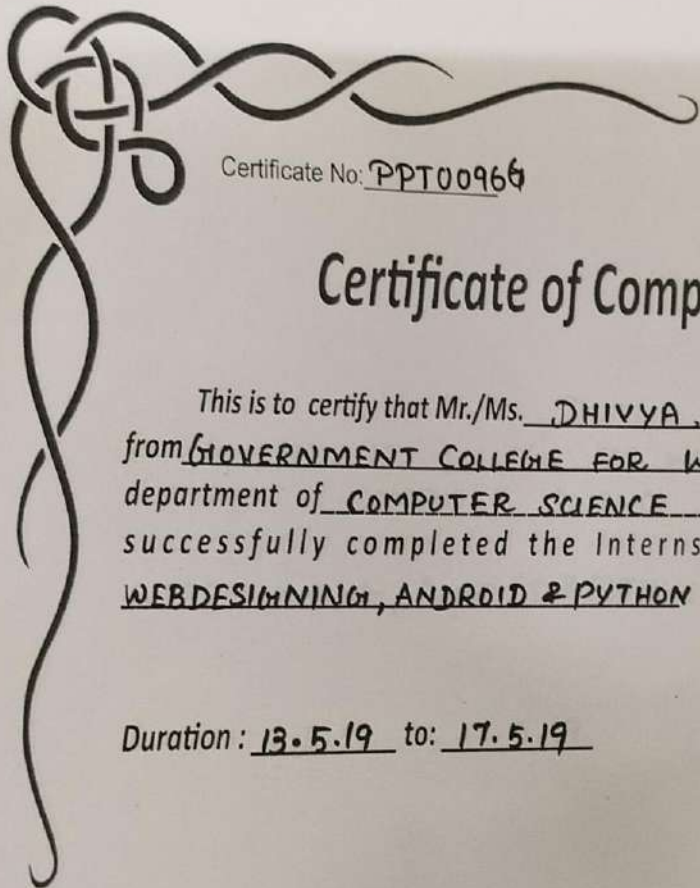 Certificate No: PPT00966
Certificate of Comp
This is to certify that Mr./Ms. DHIVYA.
from GOVERNMENT COLLEGE FOR W
department of COMPUTER SCIENCE
successfully completed the Interns
WEBDESIGNING, ANDROID & PYTHON
Duration : 13.5.19 to: 17.5.19